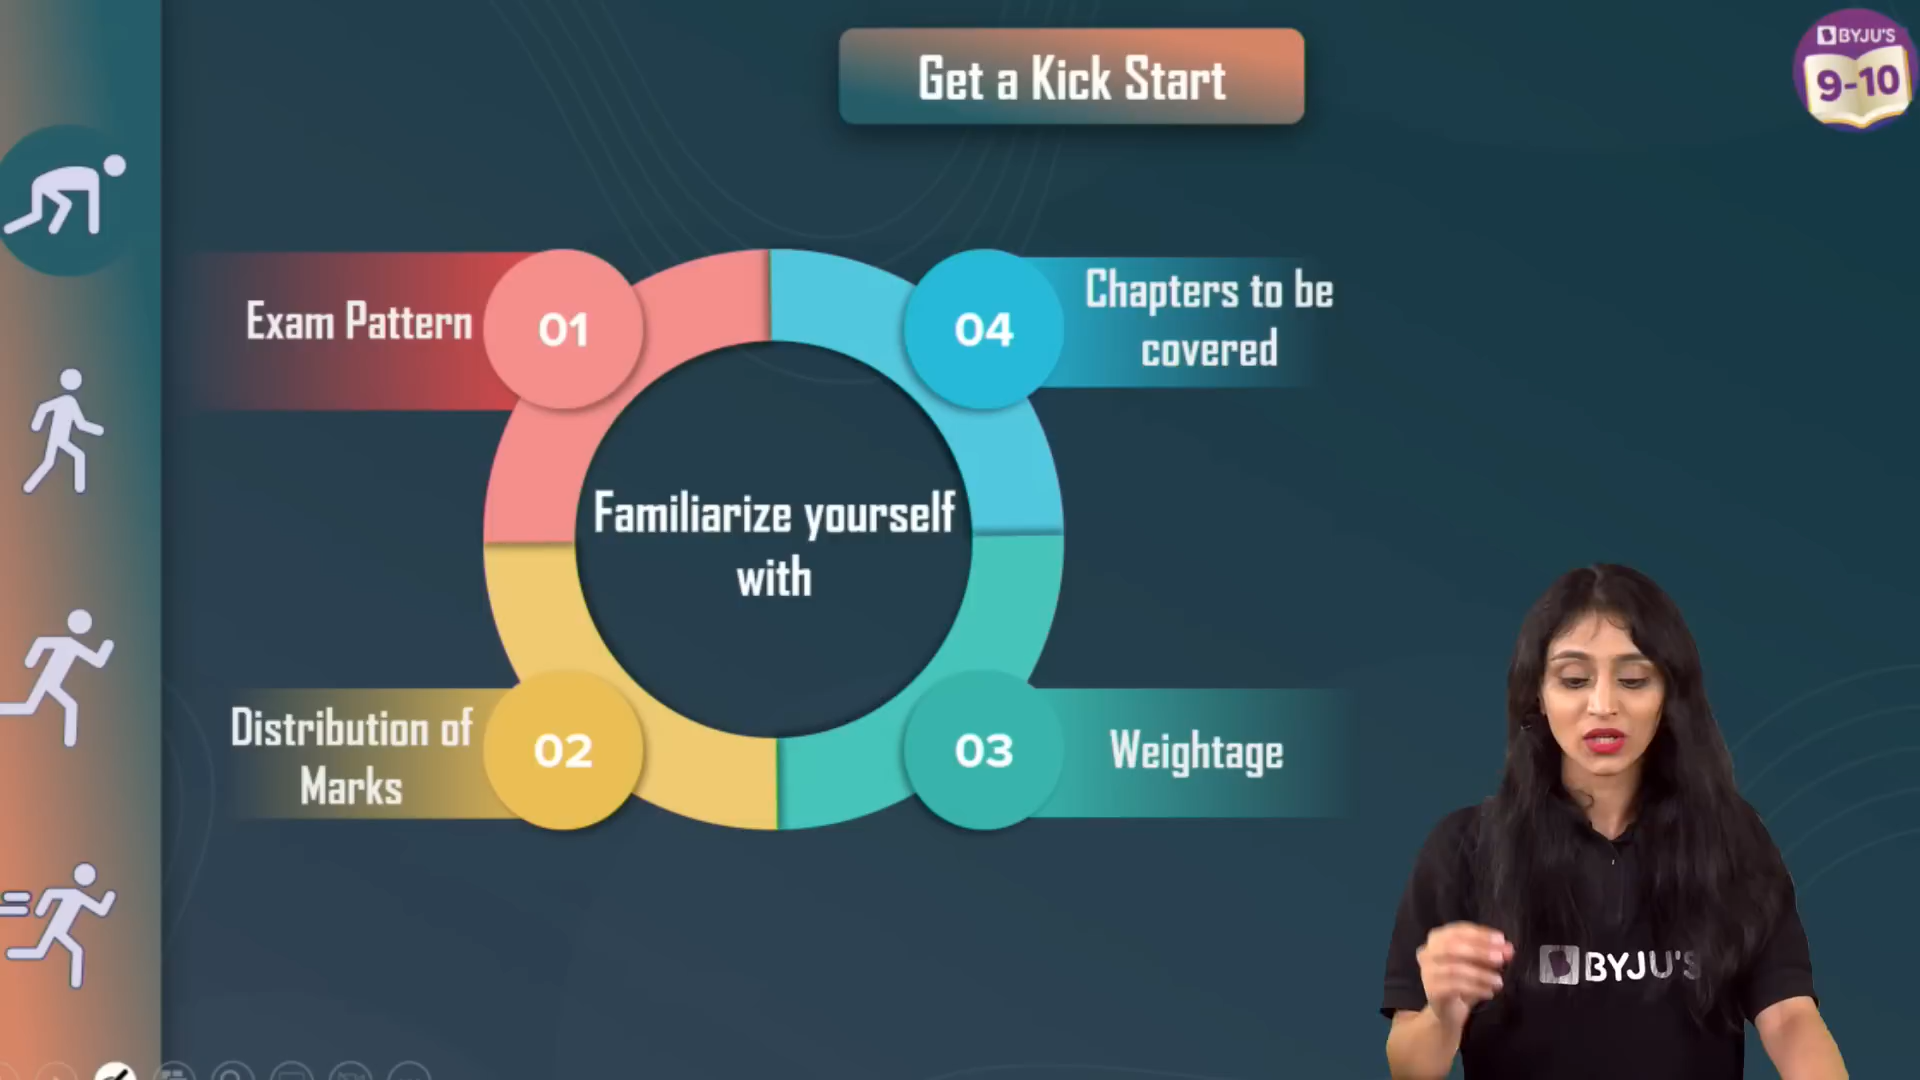 Get a Kick Start
BYJU'S
9-10
Exam Pattern
01
04
Chapters to be
covered
Familiarize yourself
with
Distribution of
Marks
02
03
Weightage
BYJU'S